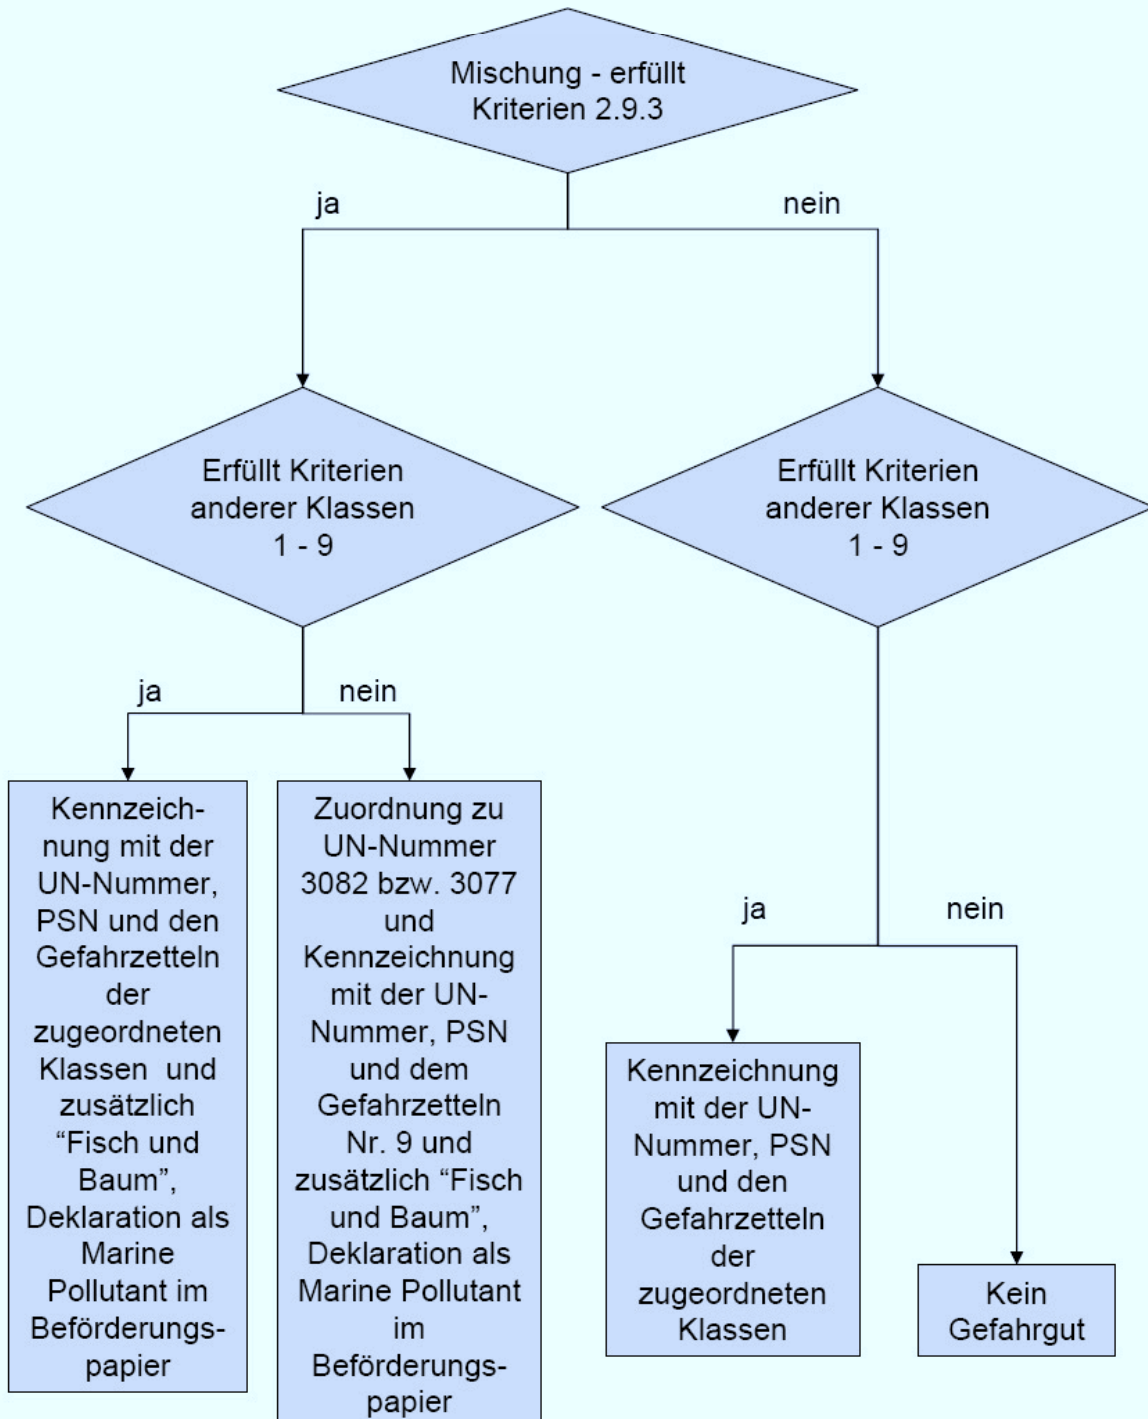 Mischung - erfüllt
Kriterien 2.9.3
ja
nein
Erfüllt Kriterien
anderer Klassen
1 - 9
Erfüllt Kriterien
anderer Klassen
1 - 9
ja
nein
Kennzeich-
nung mit der
UN-Nummer,
PSN und den
Gefahrzetteln
der
zugeordneten
Klassen und
zusätzlich
“Fisch und
Baum”,
Deklaration als
Marine
Pollutant im
Beförderungs-
papier
Zuordnung zu
UN-Nummer
3082 bzw. 3077
und
Kennzeichnung
mit der UN-
Nummer, PSN
und dem
Gefahrzetteln
Nr. 9 und
zusätzlich “Fisch
und Baum”,
Deklaration als
Marine Pollutant
im
Beförderungs-
papier
ja
nein
Kennzeichnung
mit der UN-
Nummer, PSN
und den
Gefahrzetteln
der
zugeordneten
Klassen
Kein
Gefahrgut